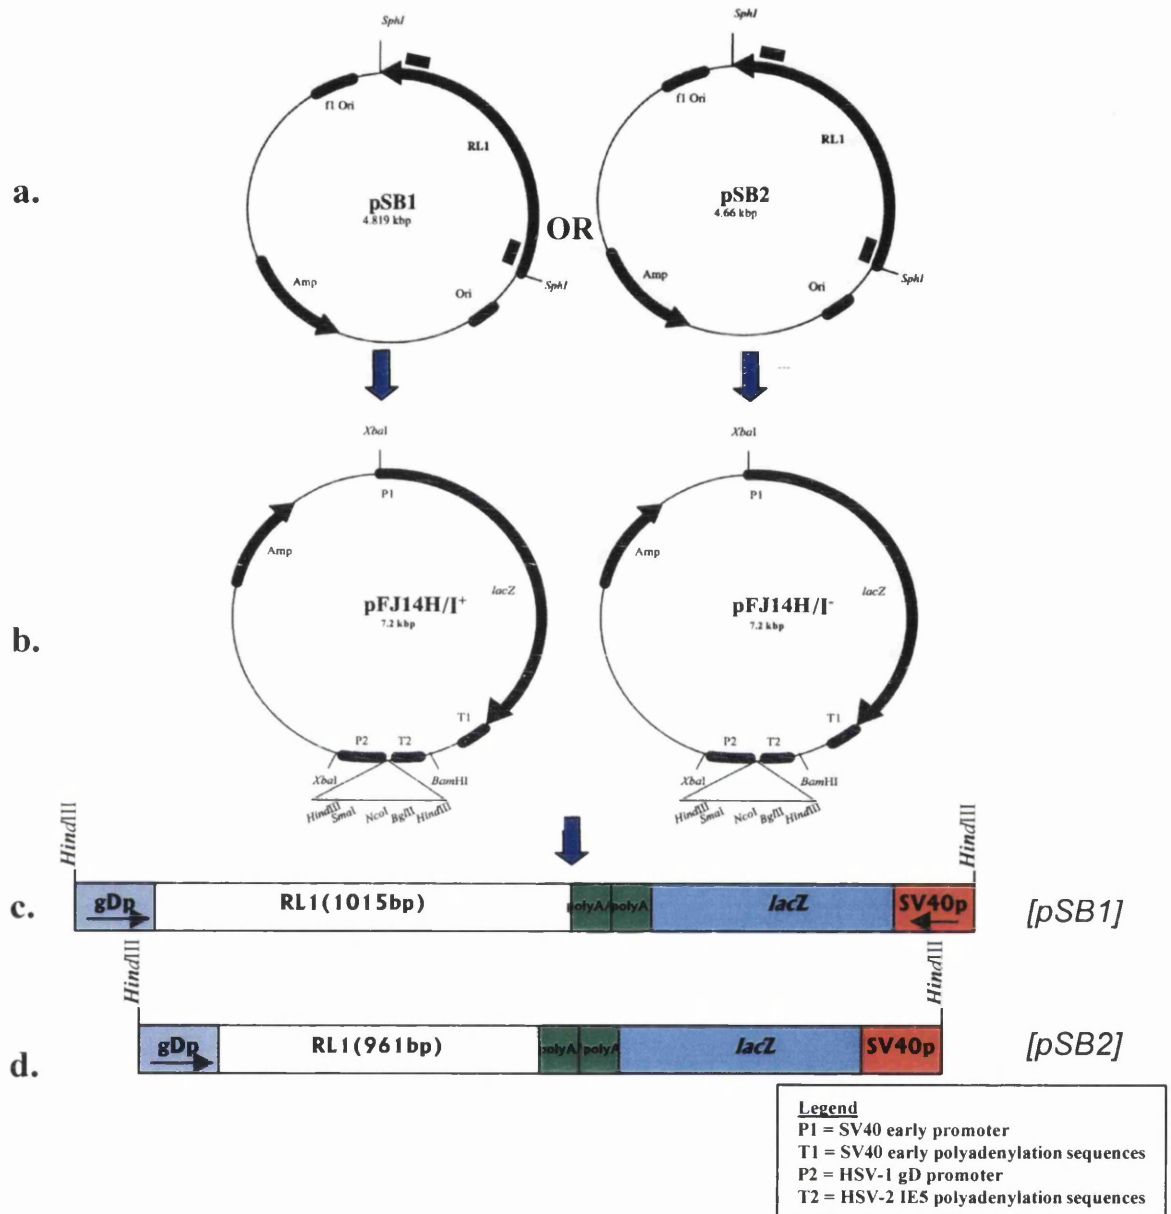 a.
SphI
f1 Ori
RL1
pSB1
4.819 kbp
Amp
Ori
SphI
OR
SphI
f1 Ori
RL1
pSB2
4.66 kbp
Amp
Ori
SphI
b.
XbaI
P1
Amp
lacZ
pFJ14H/I+
7.2 kbp
T1
P2
T2
XbaI
BamHI
HindIII
SmaI
NcoI
BglII
HindIII
XbaI
P1
Amp
lacZ
pFJ14H/I-
7.2 kbp
T1
P2
T2
XbaI
BamHI
HindIII
SmaI
NcoI
BglII
HindIII
c.
HindIII
HindIII
gDp
RL1(1015bp)
polyA
polyA
lacZ
SV40p
[pSB1]
d.
HindIII
HindIII
gDp
RL1(961bp)
polyA
polyA
lacZ
SV40p
[pSB2]
Legend
P1 = SV40 early promoter
T1 = SV40 early polyadenylation sequences
P2 = HSV-1 gD promoter
T2 = HSV-2 IE5 polyadenylation sequences